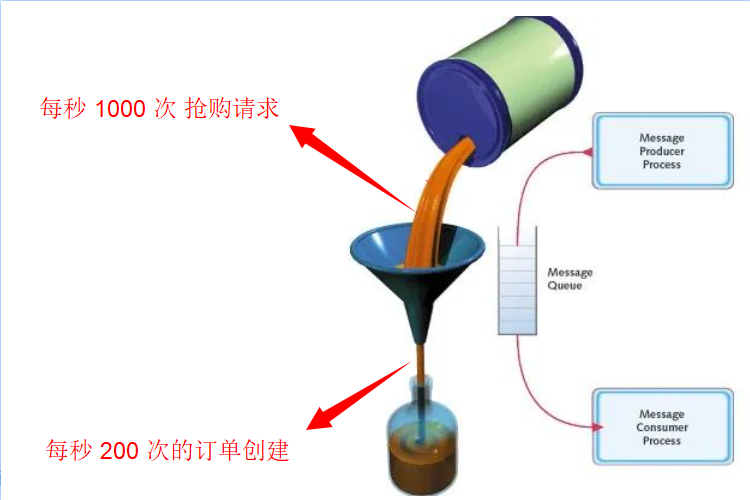 每秒 1000 次 抢购请求
Message
Producer
Process
Message
Queue
Message
Consumer
Process
每秒 200 次的订单创建